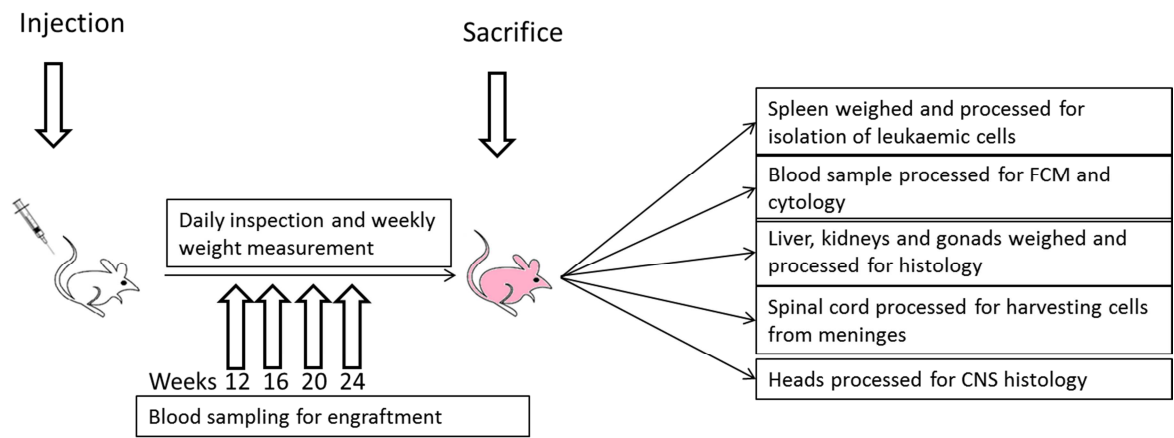 Injection
Sacrifice
Daily inspection and weekly
weight measurement
Weeks 12 16 20 24
Blood sampling for engraftment
Spleen weighed and processed for
isolation of leukaemic cells
Blood sample processed for FCM and
cytology
Liver, kidneys and gonads weighed and
processed for histology
Spinal cord processed for harvesting cells
from meninges
Heads processed for CNS histology